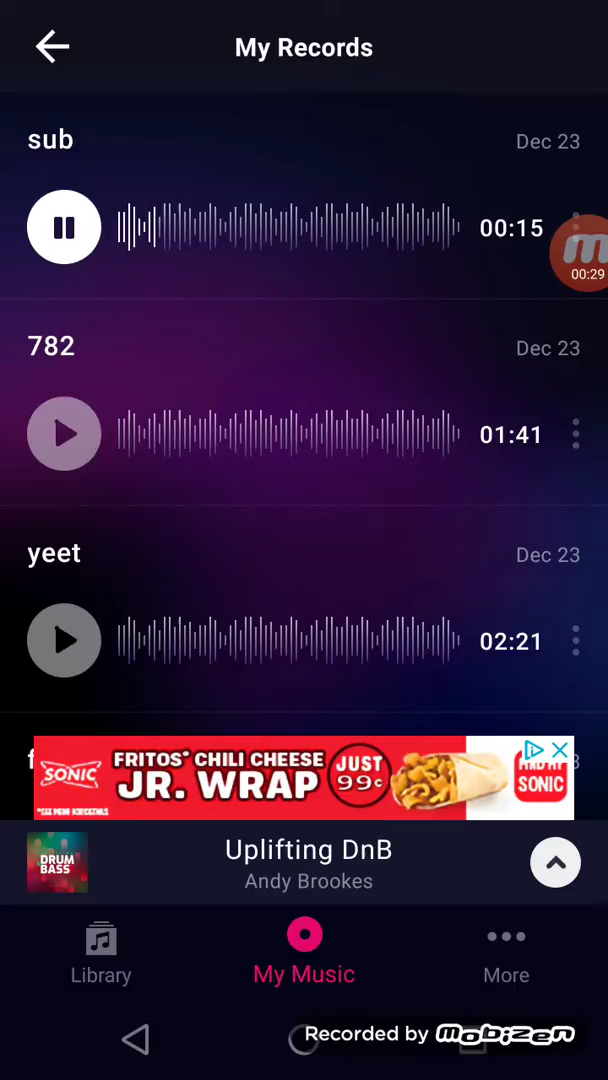 My Records
sub
Dec 23
00:15
00:29
782
Dec 23
01:41
yeet
Dec 23
02:21
SONIC
FRITOS® CHILI CHEESE
JR. WRAP
JUST
99¢
SONIC
DRUM
BASS
Uplifting DnB
Andy Brookes
Library
My Music
More
Recorded by mobizen